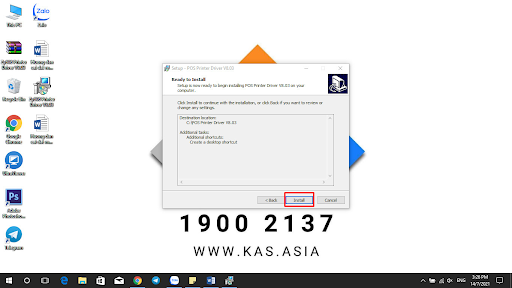 This PC
Zalo
Setup - POS Printer Driver V8.03
Ready to Install
Setup is now ready to begin installing POS Printer Driver V8.03 on your
computer.
Click Install to continue with the installation, or click Back if you want to review
or change any settings.
Destination location:
C:\POS Printer Driver V8.03
Additional Tasks:
Additional shortcuts:
Create a desktop shortcut
< Back
Install
Cancel
Recycle Bin
Google
Chrome
Adobe
Photoshop...
Telegram
1900 2137
WWW.KAS.ASIA
ENG
3:26 PM
14/7/2021